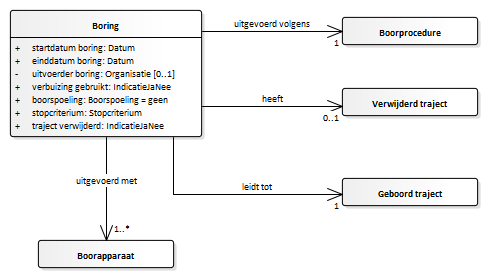 Boring
+ startdatum boring: Datum
+ einddatum boring: Datum
- uitvoerder boring: Organisatie [0..1]
+ verbuizing gebruikt: IndicatieJaNee
+ boorspoeling: Boorspoeling = geen
+ stopcriterium: Stopcriterium
+ traject verwijderd: IndicatieJaNee
uitgevoerd volgens
1
Boorprocedure
heeft
0..1
Verwijderd traject
leidt tot
1
Geboord traject
uitgevoerd met
1..*
Boorapparaat